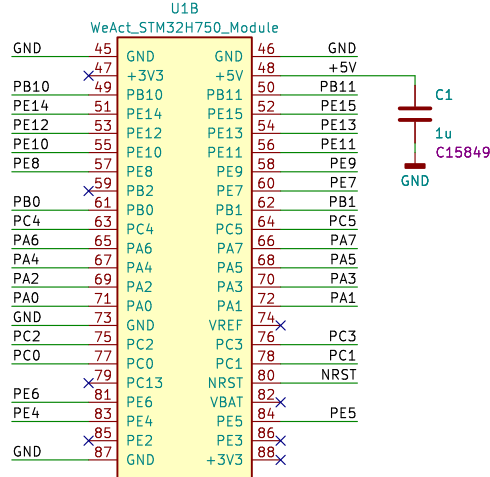 U1B
WeAct_STM32H750_Module
GND 45 GND GND 46 GND
47 +3V3 +5V 48 +5V
PB10 49 PB10 PB11 50 PB11 C1
PE14 51 PE14 PE15 52 PE15
PE12 53 PE12 PE13 54 PE13 1u
PE10 55 PE10 PE11 56 PE11 C15849
PE8 57 PE8 PE9 58 PE9
59 PB2 PE7 60 PE7 GND
PB0 61 PB0 PB1 62 PB1
PC4 63 PC4 PC5 64 PC5
PA6 65 PA6 PA7 66 PA7
PA4 67 PA4 PA5 68 PA5
PA2 69 PA2 PA3 70 PA3
PA0 71 PA0 PA1 72 PA1
GND 73 GND VREF 74
PC2 75 PC2 PC3 76 PC3
PC0 77 PC0 PC1 78 PC1
79 PC13 NRST 80 NRST
PE6 81 PE6 VBAT 82
PE4 83 PE4 PE5 84 PE5
85 PE2 PE3 86
GND 87 GND +3V3 88